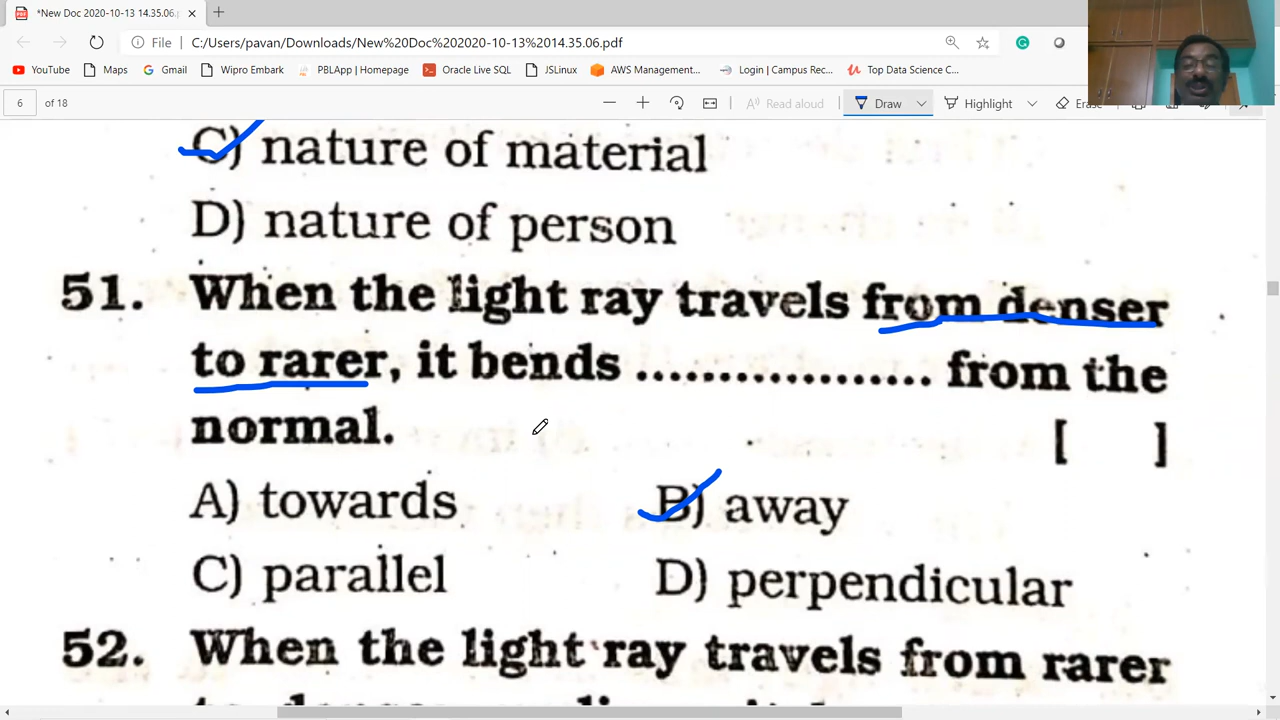 *New Doc 2020-10-13 14.35.06.p
File C:/Users/pavan/Downloads/New%20Doc%202020-10-13%2014.35.06.pdf
YouTube Maps Gmail Wipro Embark PBLApp | Homepage Oracle Live SQL JSLinux AWS Management... Login | Campus Rec... Top Data Science C...
6 of 18 Read aloud Draw Highlight Erase
C) nature of material
D) nature of person
51. When the light ray travels from denser
to rarer, it bends .................. from the
normal. [ ]
A) towards B) away
C) parallel D) perpendicular
52. When the light ray travels from rarer